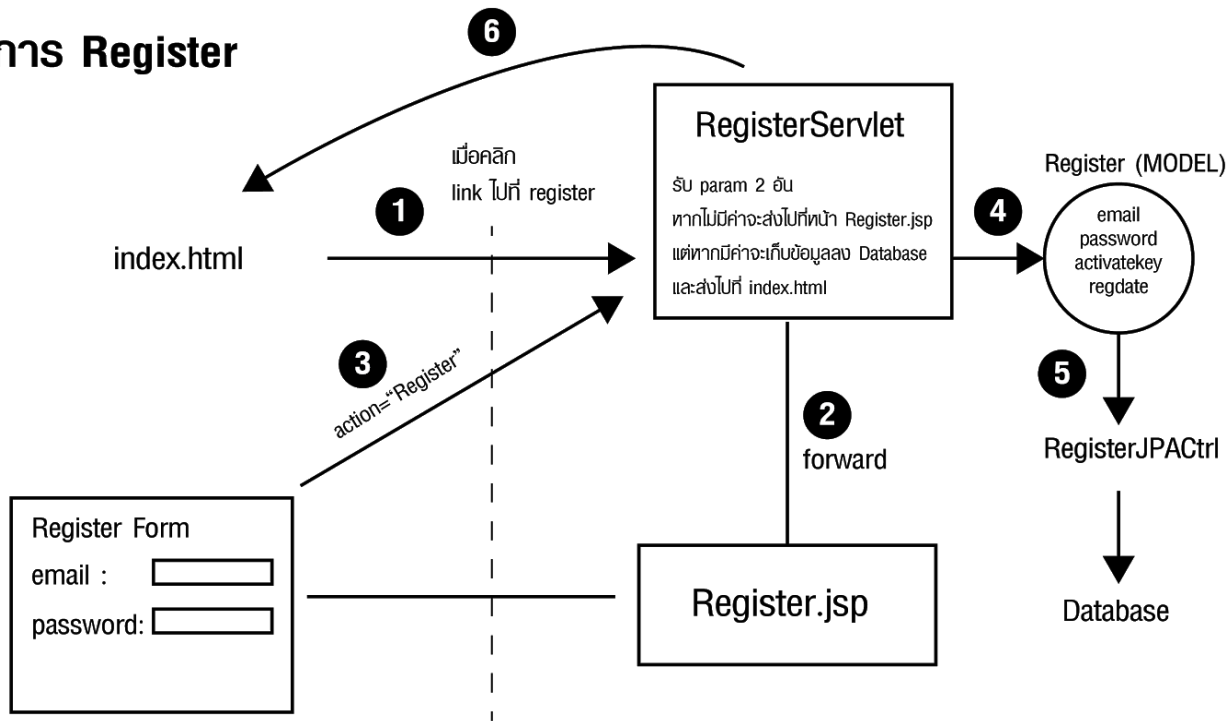 การ Register
6
RegisterServlet
รับ param 2 อัน
หากไม่มีค่าจะส่งไปที่หน้า Register.jsp
แต่หากมีค่าจะเก็บข้อมูลลง Database
และส่งไปที่ index.html
เมื่อคลิก
link ไปที่ register
1
index.html
4
Register (MODEL)
email
password
activatekey
regdate
3
action="Register"
2
forward
5
RegisterJPACtrl
Database
Register Form
email :
password:
Register.jsp